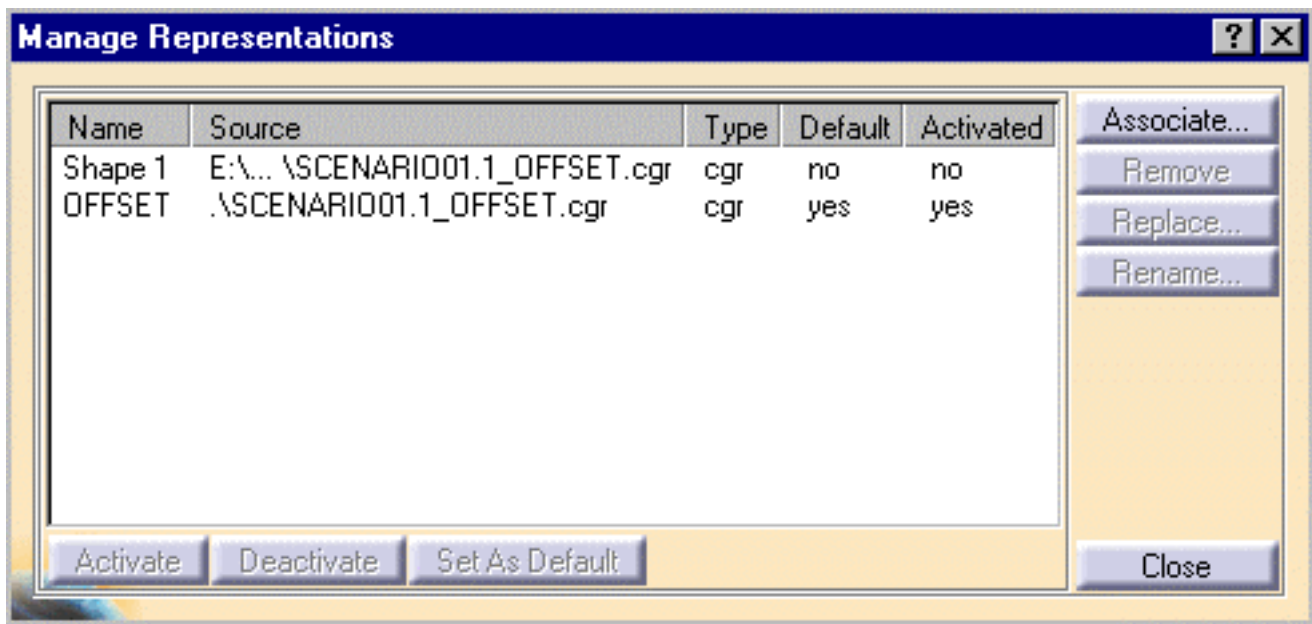 Manage Representations
Name Source Type Default Activated
Shape 1 E:\... \SCENARIO01.1_OFFSET.cgr cgr no no
OFFSET .\SCENARIO01.1_OFFSET.cgr cgr yes yes
Associate...
Remove
Replace...
Rename...
Activate Deactivate Set As Default Close